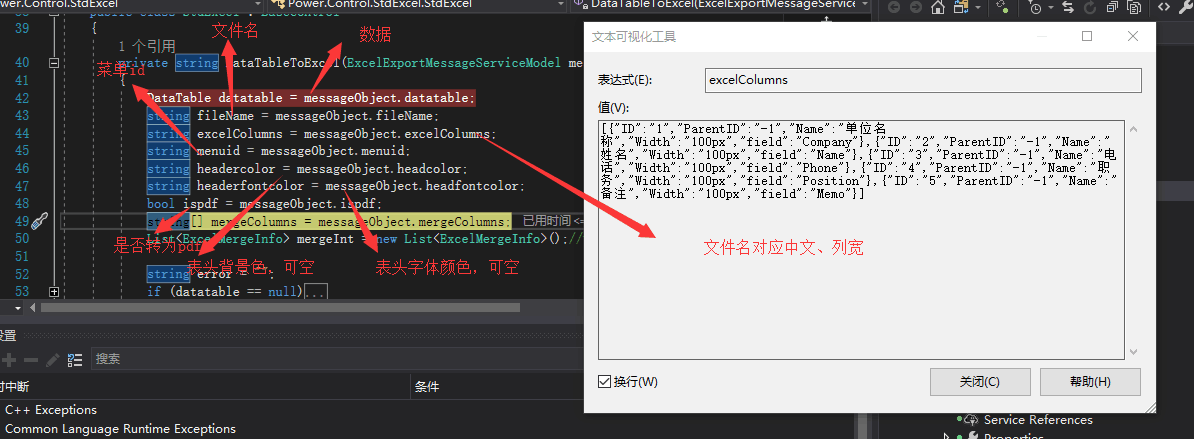 ower.Control.StdExcel
Power.Control.StdExcel.StdExcel
DataTableToExcel(ExcelExportMessageService
39 {
1 个引用
40 private string DataTableToExcel(ExcelExportMessageServiceModel me
41 {
42 DataTable datatable = messageObject.datatable;
43 string fileName = messageObject.fileName;
44 string excelColumns = messageObject.excelColumns;
45 string menuid = messageObject.menuid;
46 string headercolor = messageObject.headcolor;
47 string headerfontcolor = messageObject.headfontcolor;
48 bool ispdf = messageObject.ispdf;
49 string[] mergeColumns = messageObject.mergeColumns; 已用时间<=
50 List<ExcelMergeInfo> mergeInt = new List<ExcelMergeInfo>();//
51
52 string error =
53 if (datatable == null)...
文件名
数据
菜单id
是否转为pdf
表头背景色，可空
表头字体颜色，可空
设置
搜索
时中断
条件
C++ Exceptions
Common Language Runtime Exceptions
文本可视化工具
表达式(E):
excelColumns
值(V):
[{"ID":"1","ParentID":"-1","Name":"单位名
称","Width":"100px","field":"Company"},{"ID":"2","ParentID":"-1","Name":"
姓名","Width":"100px","field":"Name"},{"ID":"3","ParentID":"-1","Name":"电
话","Width":"100px","field":"Phone"},{"ID":"4","ParentID":"-1","Name":"职
务","Width":"100px","field":"Position"},{"ID":"5","ParentID":"-1","Name":"
备注","Width":"100px","field":"Memo"}]
文件名对应中文、列宽
换行(W)
关闭(C)
帮助(H)
Service References
Properties